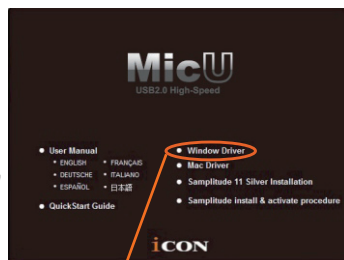 MicU
USB2.0 High-Speed
• User Manual
• ENGLISH • FRANÇAIS
• DEUTSCHE • ITALIANO
• ESPAÑOL • 日本語
• QuickStart Guide
• Window Driver
• Mac Driver
• Samplitude 11 Silver Installation
• Samplitude install & activate procedure
iCON